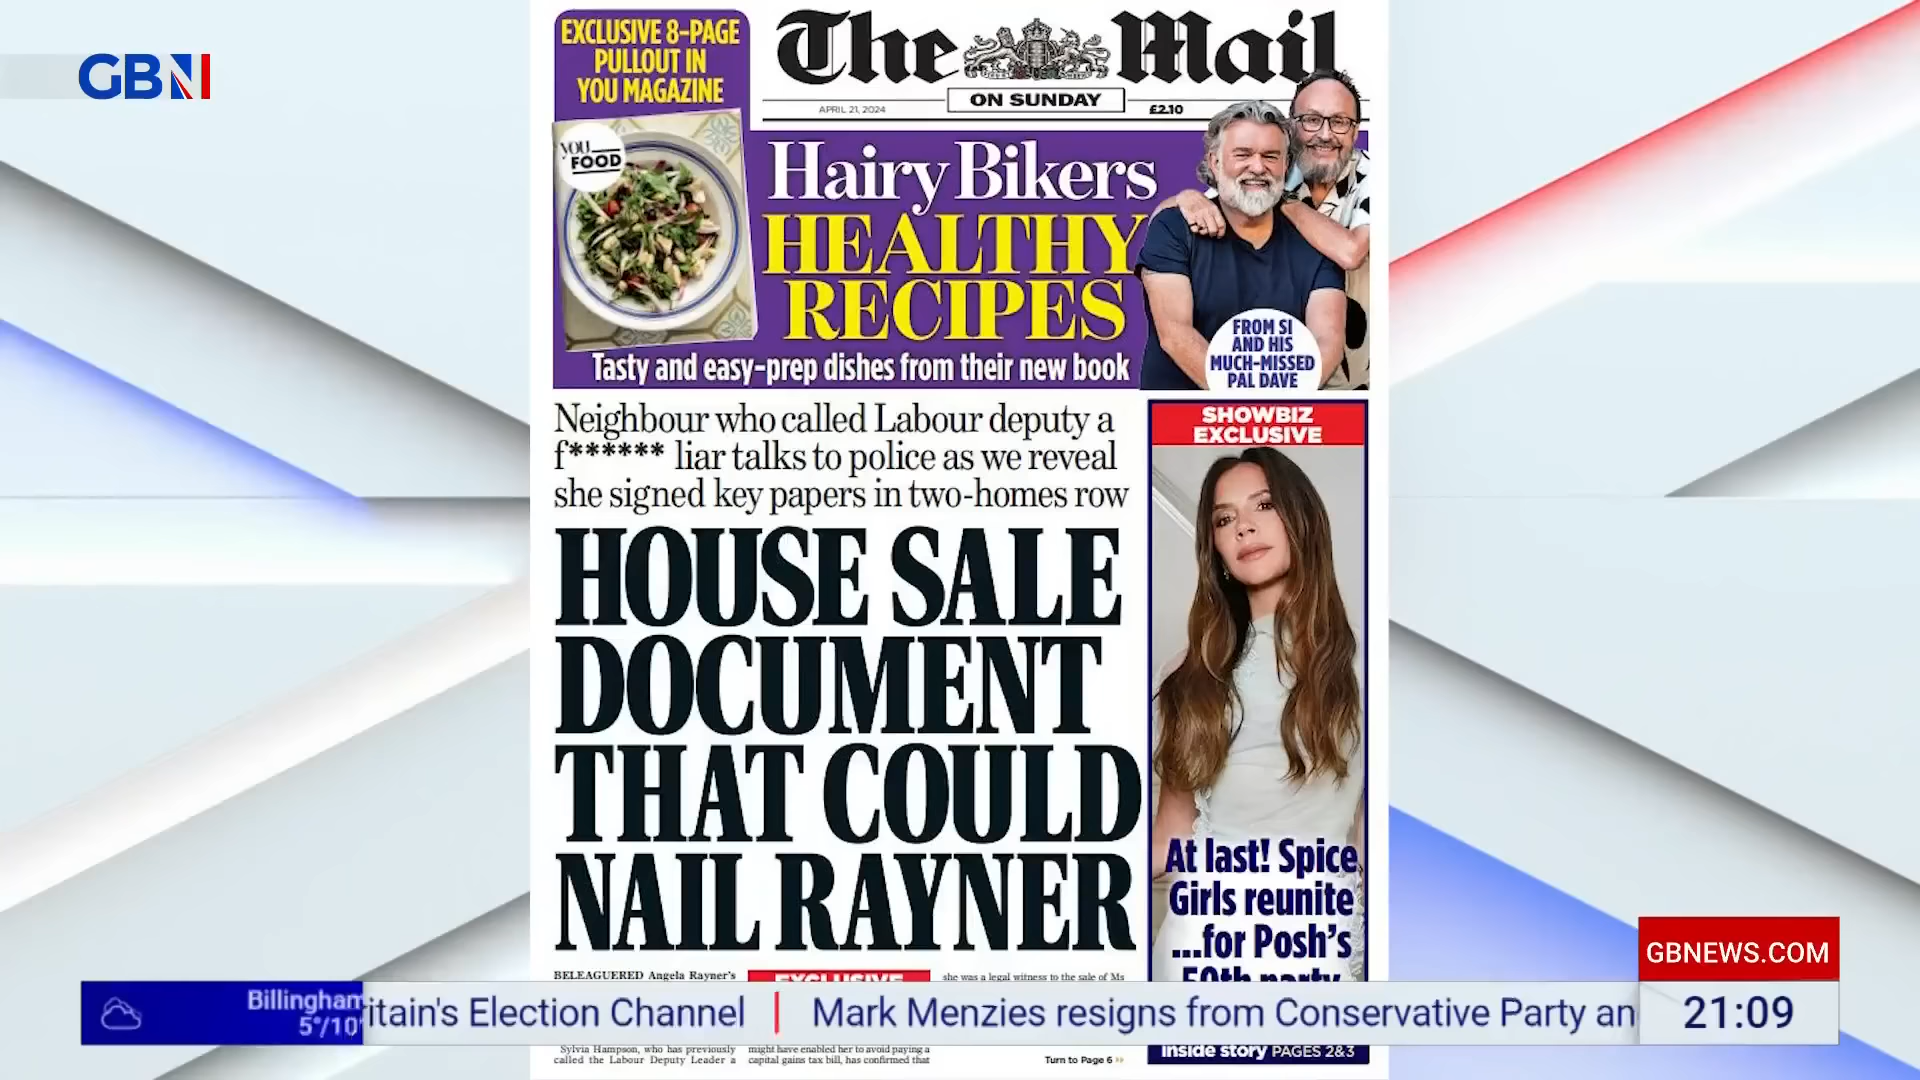 GBN
EXCLUSIVE 8-PAGE
PULLOUT IN
YOU MAGAZINE
YOU
FOOD
The Mail
ON SUNDAY
APRIL 21, 2024
£2.10
Hairy Bikers
HEALTHY
RECIPES
Tasty and easy-prep dishes from their new book
FROM SI
AND HIS
MUCH-MISSED
PAL DAVE
Neighbour who called Labour deputy a
f****** liar talks to police as we reveal
she signed key papers in two-homes row
HOUSE SALE
DOCUMENT
THAT COULD
NAIL RAYNER
BELEAGUERED Angela Rayner's
EXCLUSIVE
she was a legal witness to the sale of Ms
SHOWBIZ
EXCLUSIVE
At last! Spice
Girls reunite
...for Posh's
50th party
Inside story PAGES 2&3
Sylvia Hampson, who has previously
called the Labour Deputy Leader a
might have enabled her to avoid paying a
capital gains tax bill, has confirmed that
Turn to Page 6 »
GBNEWS.COM
21:09
Billingham
5°/10°
itain's Election Channel | Mark Menzies resigns from Conservative Party an